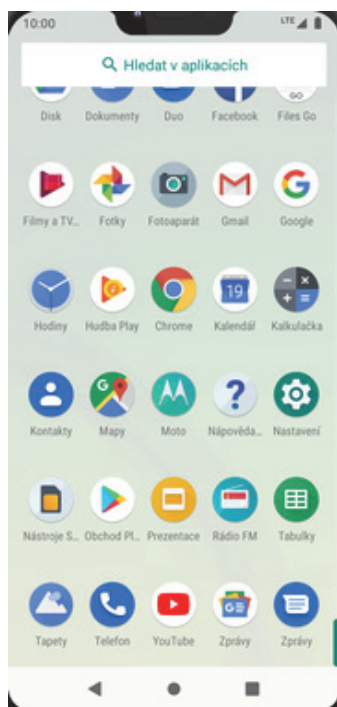 10:00 LTE
Hledat v aplikacích
Disk Dokumenty Duo Facebook Files Go
GO
Filmy a TV... Fotky Fotoaparát Gmail Google
Hodiny Hudba Play Chrome Kalendář Kalkulačka
19
Kontakty Mapy Moto Nápověda... Nastavení
Nástroje S... Obchod Pl... Prezentace Rádio FM Tabulky
Tapety Telefon YouTube Zprávy Zprávy